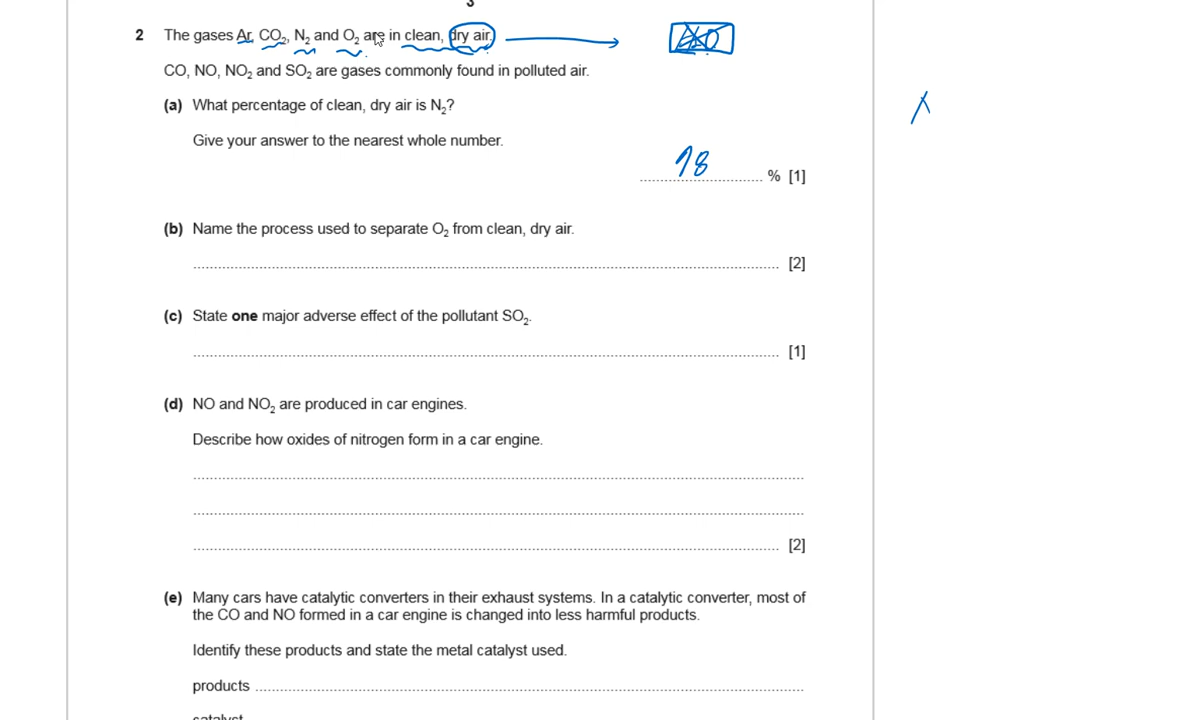 3
2 The gases Ar, CO₂, N₂ and O₂ are in clean, dry air.
CO, NO, NO₂ and SO₂ are gases commonly found in polluted air.
(a) What percentage of clean, dry air is N₂?
Give your answer to the nearest whole number.
78 % [1]
(b) Name the process used to separate O₂ from clean, dry air.
[2]
(c) State one major adverse effect of the pollutant SO₂.
[1]
(d) NO and NO₂ are produced in car engines.
Describe how oxides of nitrogen form in a car engine.
[2]
(e) Many cars have catalytic converters in their exhaust systems. In a catalytic converter, most of
the CO and NO formed in a car engine is changed into less harmful products.
Identify these products and state the metal catalyst used.
products
catalyst